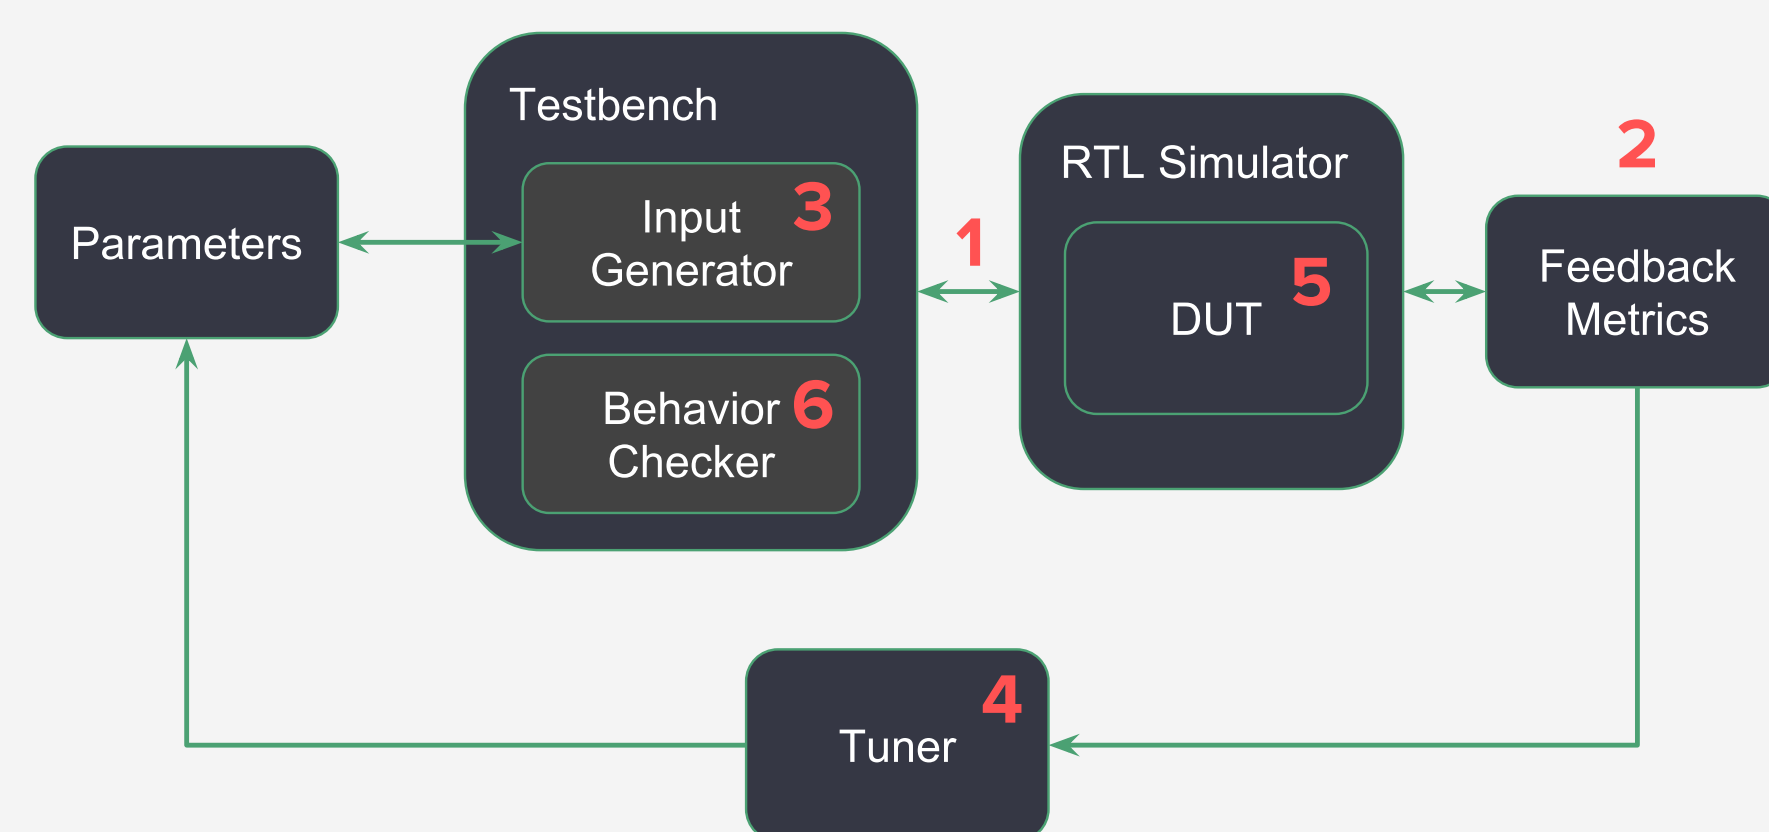 Testbench
Parameters
Input
Generator
3
Behavior
Checker
6
1
RTL Simulator
DUT
5
2
Feedback
Metrics
Tuner
4